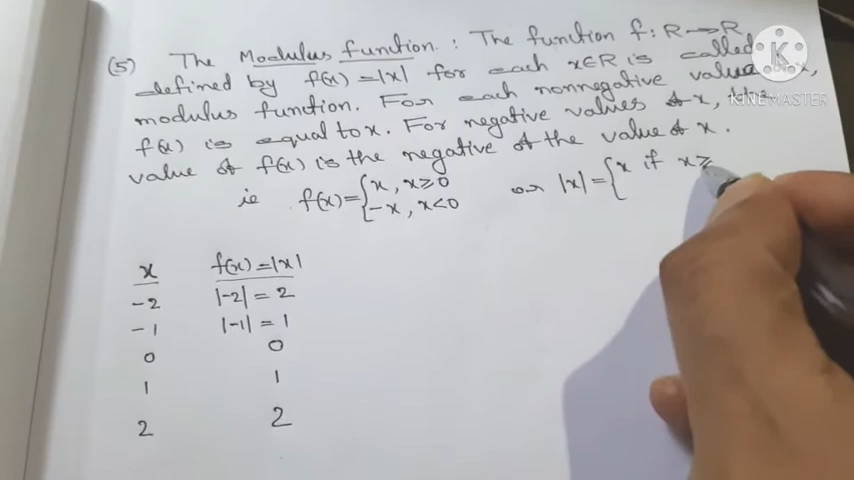 (5) The Modulus function : The function f: R→R
defined by f(x) = |x| for each x∈R is called
modulus function. For each nonnegative value x,
f(x) is equal to x. For negative values of x, the
value of f(x) is the negative of the value of x.
ie f(x) = { x, x≥0 or |x| = { x if x≥
-x, x<0
x f(x) = |x|
-2 |-2| = 2
-1 |-1| = 1
0 0
1 1
2 2
K
KINEMASTER